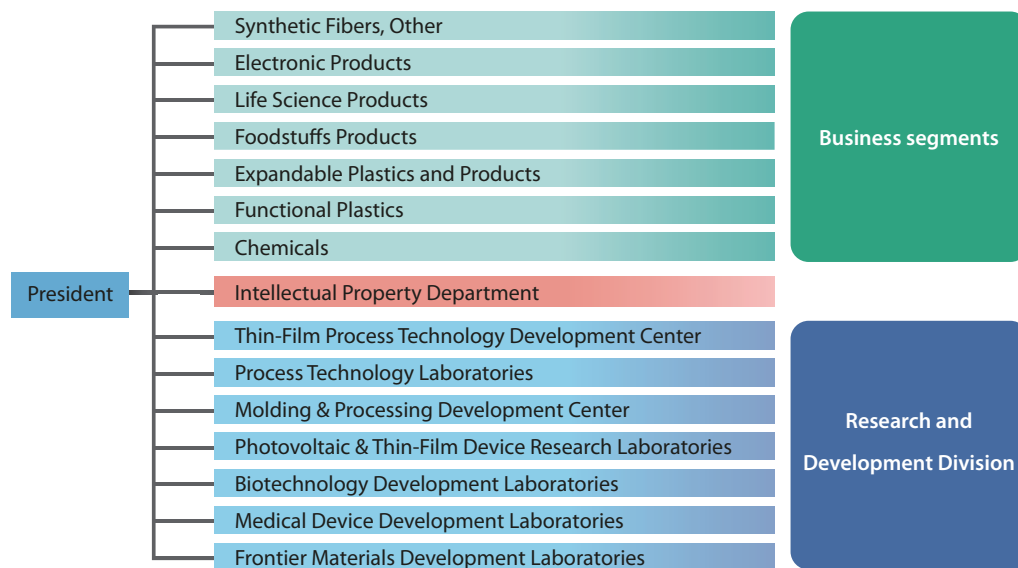 Synthetic Fibers, Other
Electronic Products
Life Science Products
Foodstuffs Products
Expandable Plastics and Products
Functional Plastics
Chemicals
Business segments
President
Intellectual Property Department
Thin-Film Process Technology Development Center
Process Technology Laboratories
Molding & Processing Development Center
Photovoltaic & Thin-Film Device Research Laboratories
Biotechnology Development Laboratories
Medical Device Development Laboratories
Frontier Materials Development Laboratories
Research and
Development Division